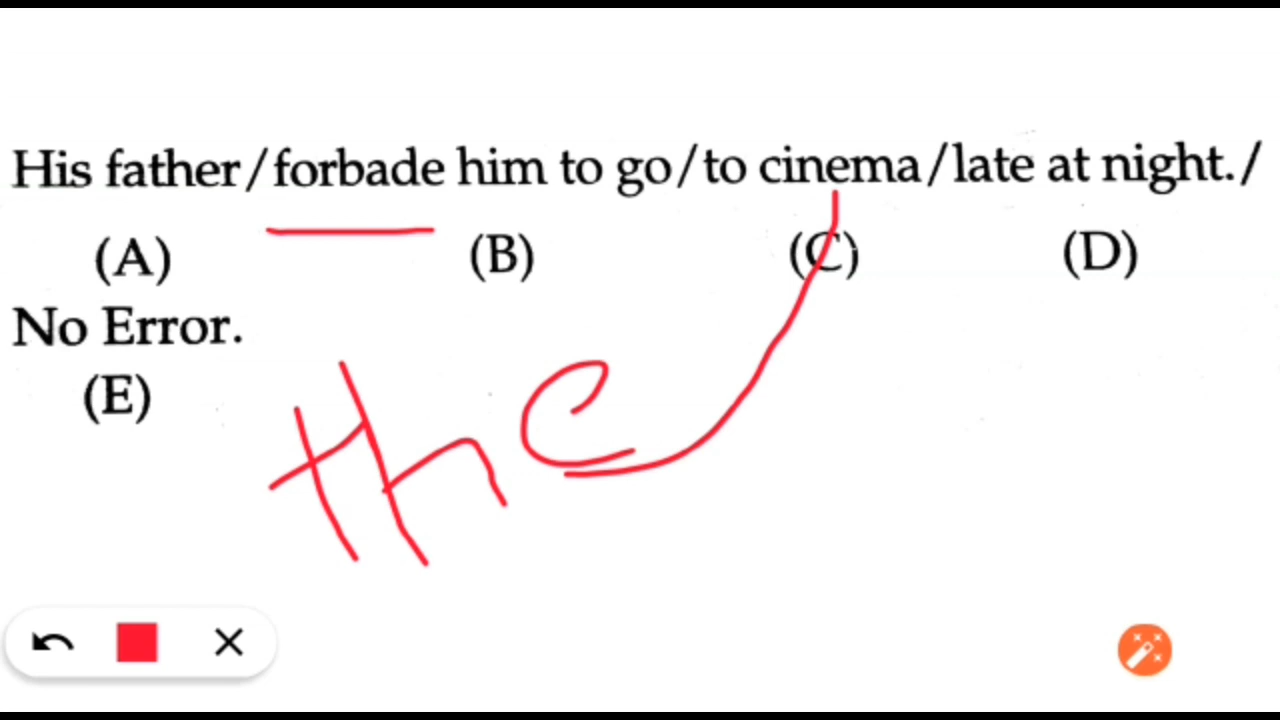 His father/forbade him to go/to cinema/late at night./
(A) (B) (C) (D)
No Error.
(E)
the